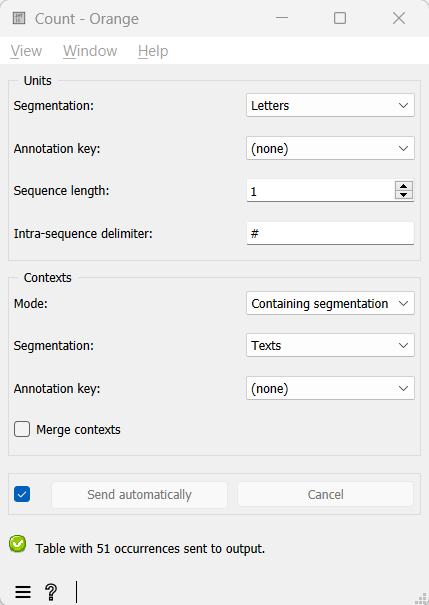 Count - Orange
View Window Help
Units
Segmentation: Letters
Annotation key: (none)
Sequence length: 1
Intra-sequence delimiter: #
Contexts
Mode: Containing segmentation
Segmentation: Texts
Annotation key: (none)
Merge contexts
Send automatically Cancel
Table with 51 occurrences sent to output.
?